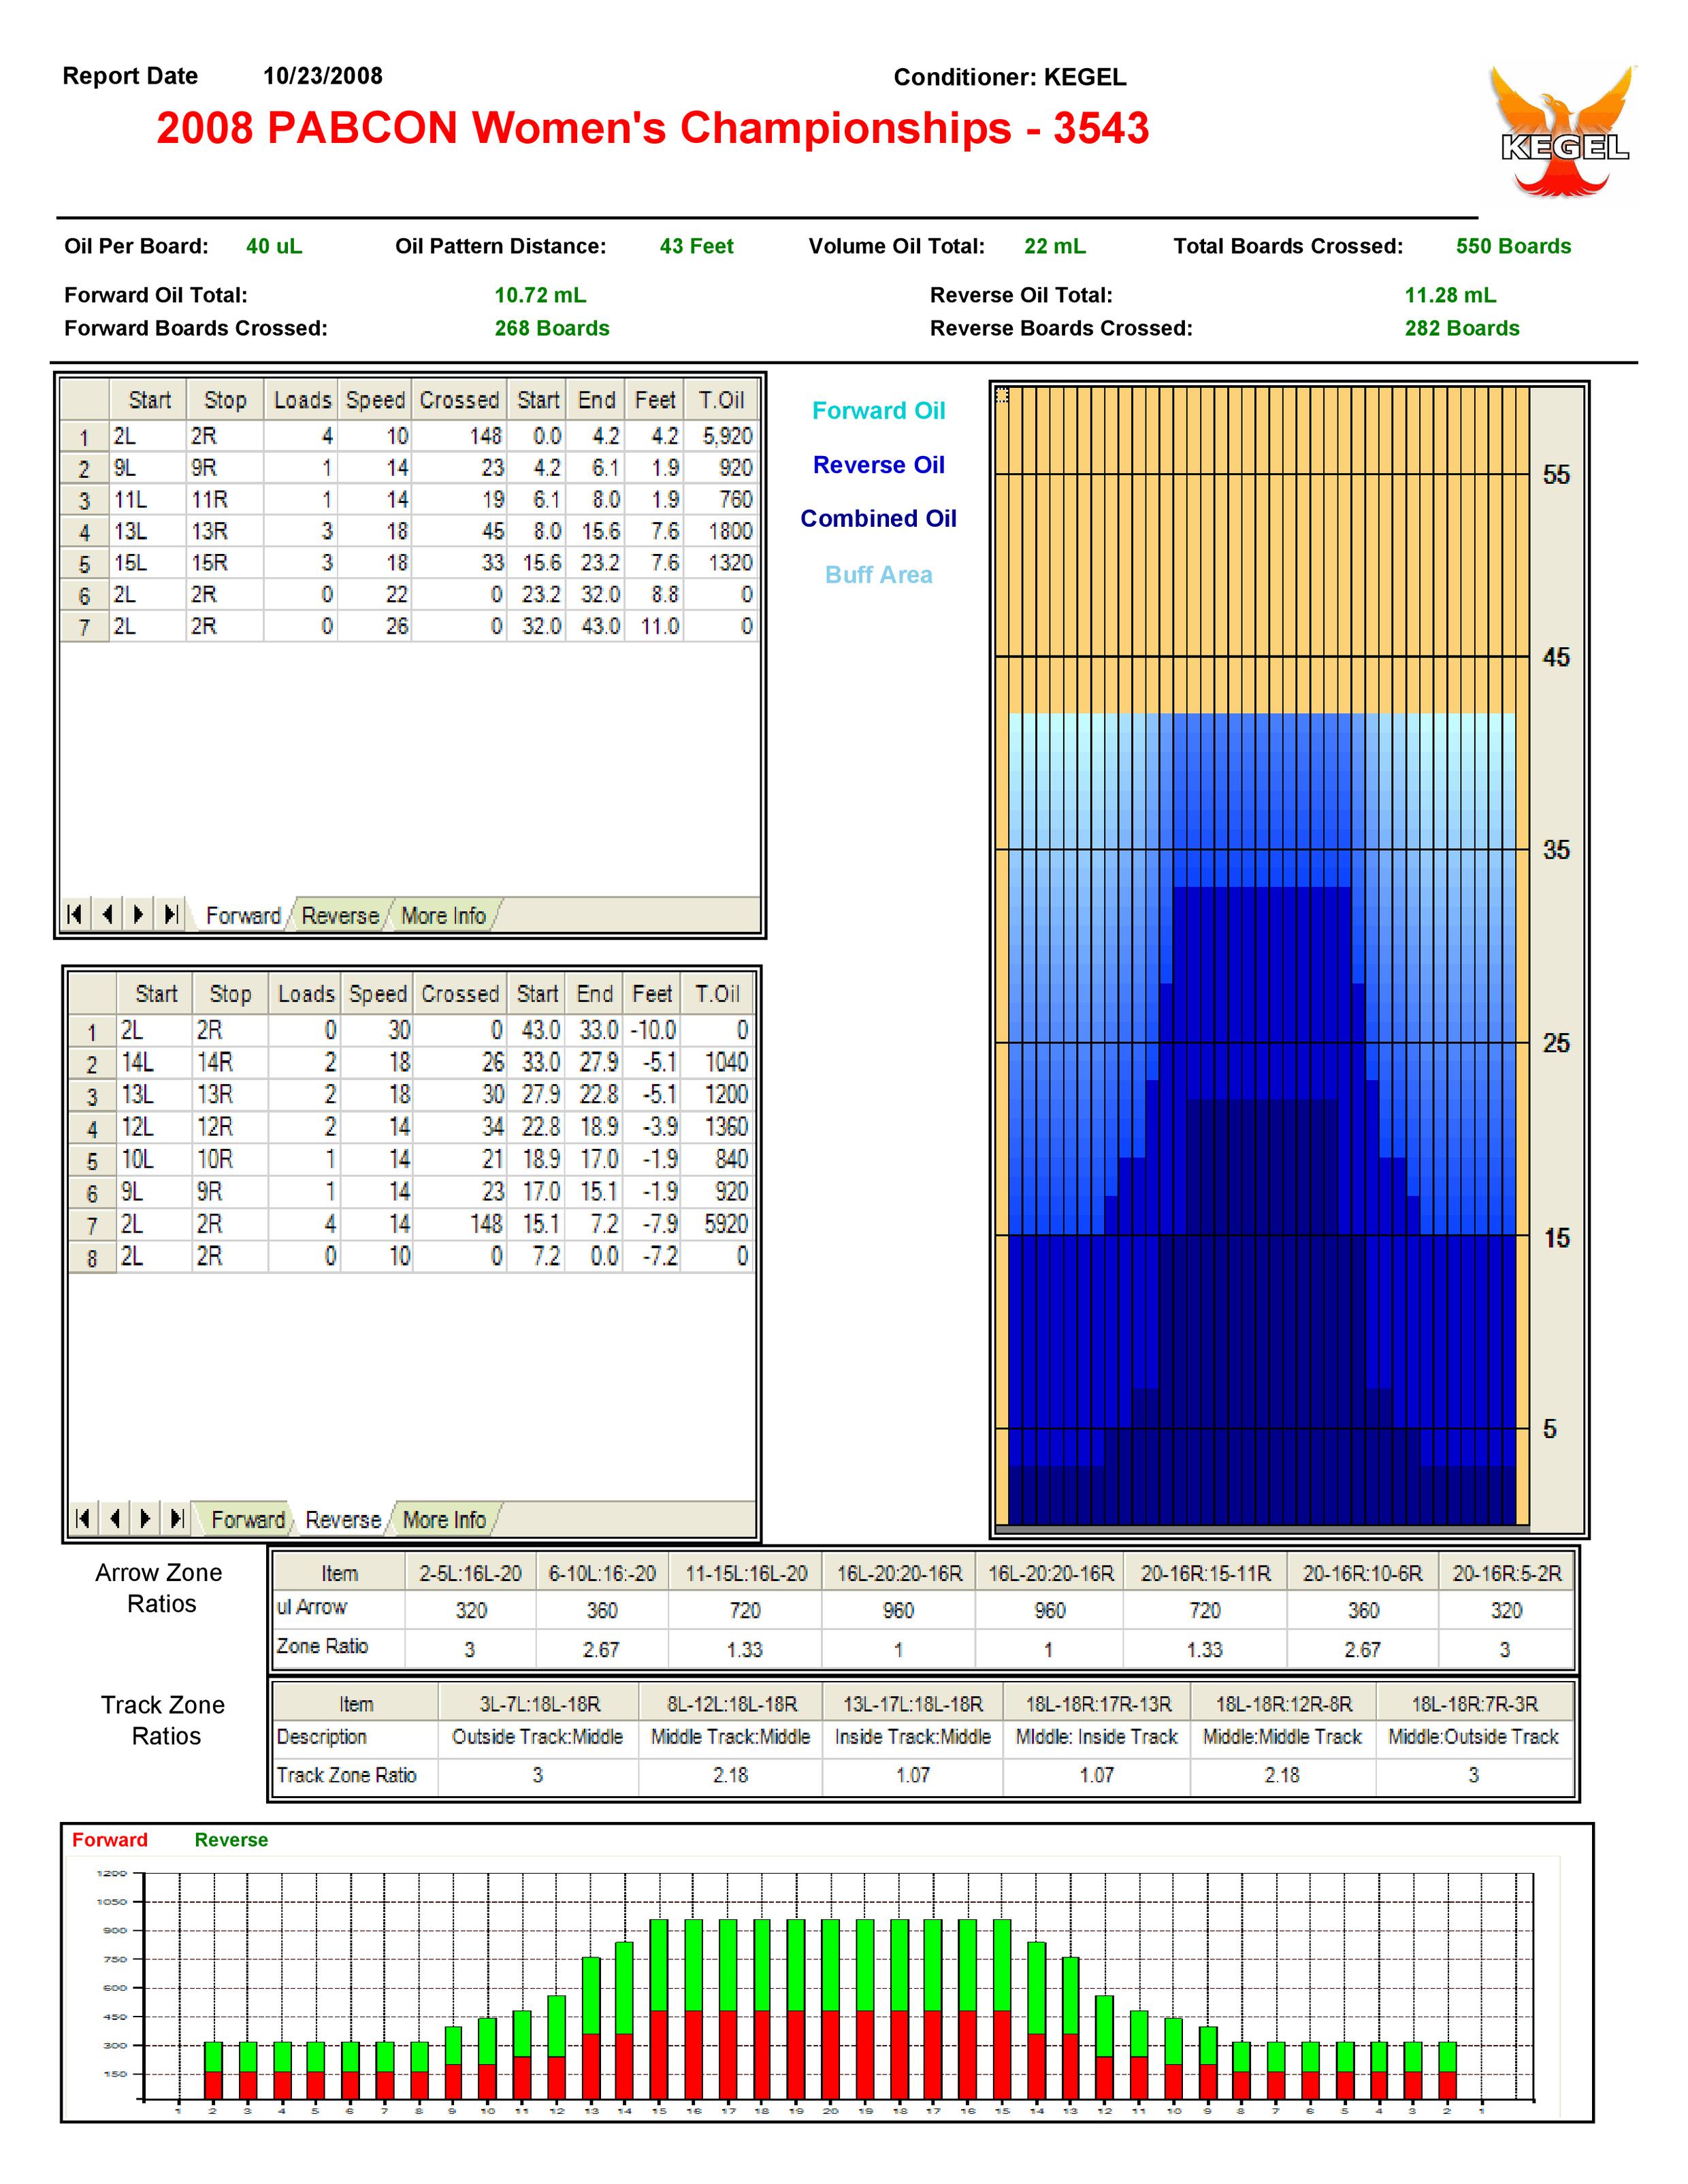 Report Date 10/23/2008 Conditioner: KEGEL
2008 PABCON Women's Championships - 3543
KEGEL
Oil Per Board: 40 uL Oil Pattern Distance: 43 Feet Volume Oil Total: 22 mL Total Boards Crossed: 550 Boards
Forward Oil Total: 10.72 mL Reverse Oil Total: 11.28 mL
Forward Boards Crossed: 268 Boards Reverse Boards Crossed: 282 Boards
Start Stop Loads Speed Crossed Start End Feet T.Oil
1 2L 2R 4 10 148 0.0 4.2 4.2 5,920
2 9L 9R 1 14 23 4.2 6.1 1.9 920
3 11L 11R 1 14 19 6.1 8.0 1.9 760
4 13L 13R 3 18 45 8.0 15.6 7.6 1800
5 15L 15R 3 18 33 15.6 23.2 7.6 1320
6 2L 2R 0 22 0 23.2 32.0 8.8 0
7 2L 2R 0 26 0 32.0 43.0 11.0 0
Forward Reverse More Info
Forward Oil
Reverse Oil
Combined Oil
Buff Area
55
45
35
25
15
5
Start Stop Loads Speed Crossed Start End Feet T.Oil
1 2L 2R 0 30 0 43.0 33.0 -10.0 0
2 14L 14R 2 18 26 33.0 27.9 -5.1 1040
3 13L 13R 2 18 30 27.9 22.8 -5.1 1200
4 12L 12R 2 14 34 22.8 18.9 -3.9 1360
5 10L 10R 1 14 21 18.9 17.0 -1.9 840
6 9L 9R 1 14 23 17.0 15.1 -1.9 920
7 2L 2R 4 14 148 15.1 7.2 -7.9 5920
8 2L 2R 0 10 0 7.2 0.0 -7.2 0
Forward Reverse More Info
Arrow Zone
Ratios
Item 2-5L:16L-20 6-10L:16:-20 11-15L:16L-20 16L-20:20-16R 16L-20:20-16R 20-16R:15-11R 20-16R:10-6R 20-16R:5-2R
ul Arrow 320 360 720 960 960 720 360 320
Zone Ratio 3 2.67 1.33 1 1 1.33 2.67 3
Track Zone
Ratios
Item 3L-7L:18L-18R 8L-12L:18L-18R 13L-17L:18L-18R 18L-18R:17R-13R 18L-18R:12R-8R 18L-18R:7R-3R
Description Outside Track:Middle Middle Track:Middle Inside Track:Middle MIddle: Inside Track Middle:Middle Track Middle:Outside Track
Track Zone Ratio 3 2.18 1.07 1.07 2.18 3
Forward Reverse
1200
1050
900
750
600
450
300
150
1 2 3 4 5 6 7 8 9 10 11 12 13 14 15 16 17 18 19 20 19 18 17 16 15 14 13 12 11 10 9 8 7 6 5 4 3 2 1